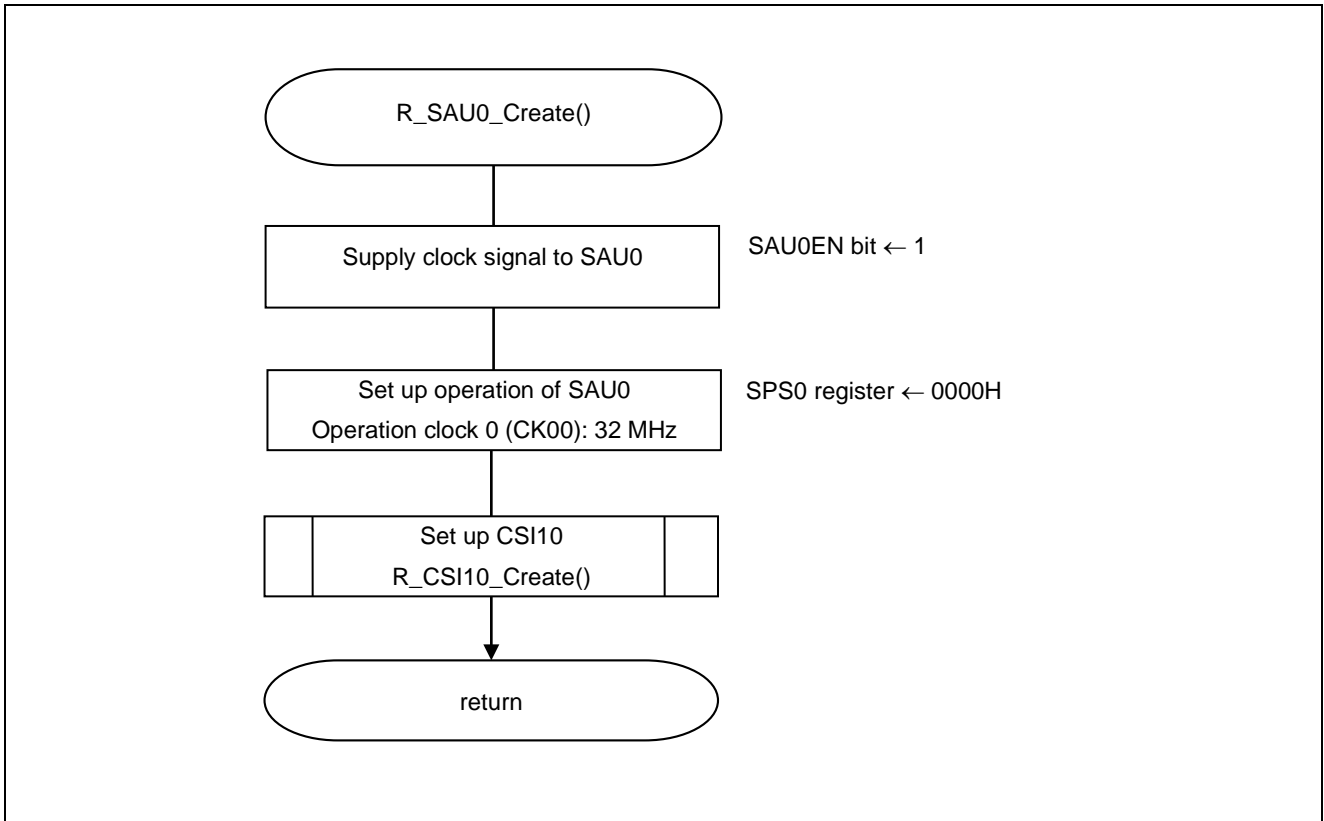 R_SAU0_Create()
Supply clock signal to SAU0
SAU0EN bit ← 1
Set up operation of SAU0
Operation clock 0 (CK00): 32 MHz
SPS0 register ← 0000H
Set up CSI10
R_CSI10_Create()
return